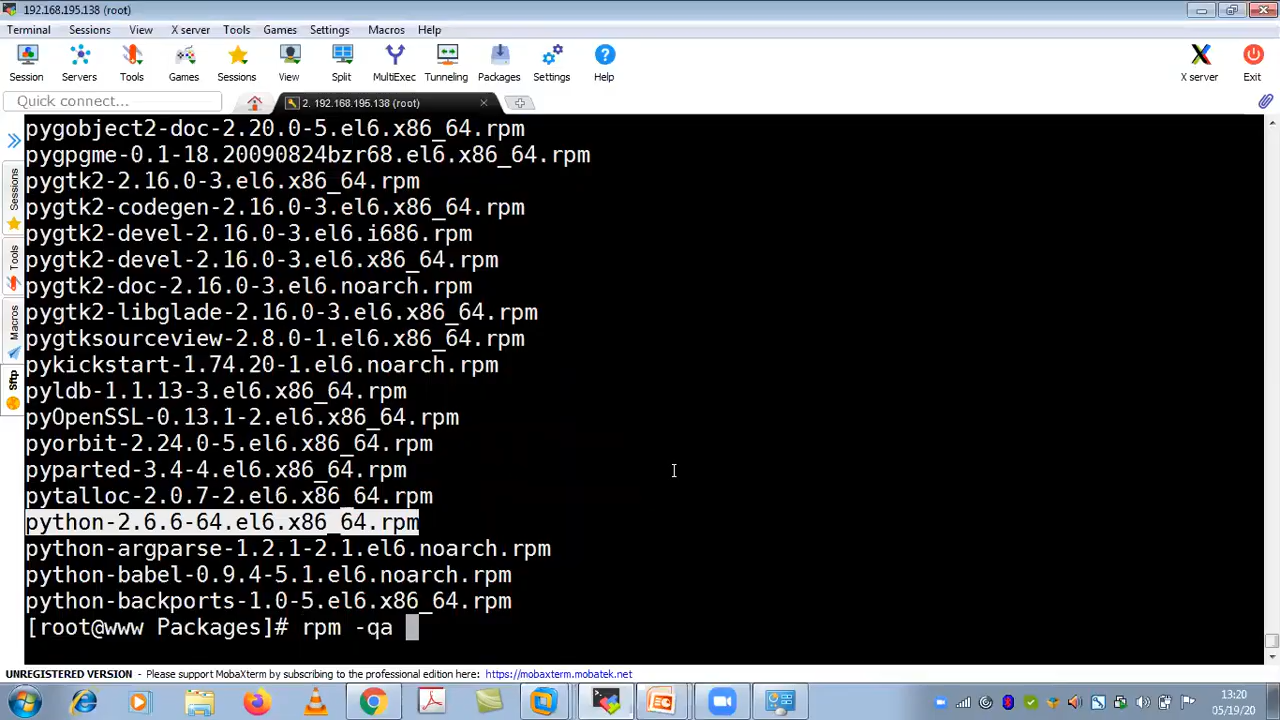 192.168.195.138 (root)
Terminal Sessions View X server Tools Games Settings Macros Help
Session Servers Tools Games Sessions View Split MultiExec Tunneling Packages Settings Help X server Exit
Quick connect...
2. 192.168.195.138 (root)
Sessions
Tools
Macros
Sftp
pygobject2-doc-2.20.0-5.el6.x86_64.rpm
pygpgme-0.1-18.20090824bzr68.el6.x86_64.rpm
pygtk2-2.16.0-3.el6.x86_64.rpm
pygtk2-codegen-2.16.0-3.el6.x86_64.rpm
pygtk2-devel-2.16.0-3.el6.i686.rpm
pygtk2-devel-2.16.0-3.el6.x86_64.rpm
pygtk2-doc-2.16.0-3.el6.noarch.rpm
pygtk2-libglade-2.16.0-3.el6.x86_64.rpm
pygtksourceview-2.8.0-1.el6.x86_64.rpm
pykickstart-1.74.20-1.el6.noarch.rpm
pyldb-1.1.13-3.el6.x86_64.rpm
pyOpenSSL-0.13.1-2.el6.x86_64.rpm
pyorbit-2.24.0-5.el6.x86_64.rpm
pyparted-3.4-4.el6.x86_64.rpm
pytalloc-2.0.7-2.el6.x86_64.rpm
python-2.6.6-64.el6.x86_64.rpm
python-argparse-1.2.1-2.1.el6.noarch.rpm
python-babel-0.9.4-5.1.el6.noarch.rpm
python-backports-1.0-5.el6.x86_64.rpm
[root@www Packages]# rpm -qa
UNREGISTERED VERSION - Please support MobaXterm by subscribing to the professional edition here: https://mobaxterm.mobatek.net
13:20
05/19/20